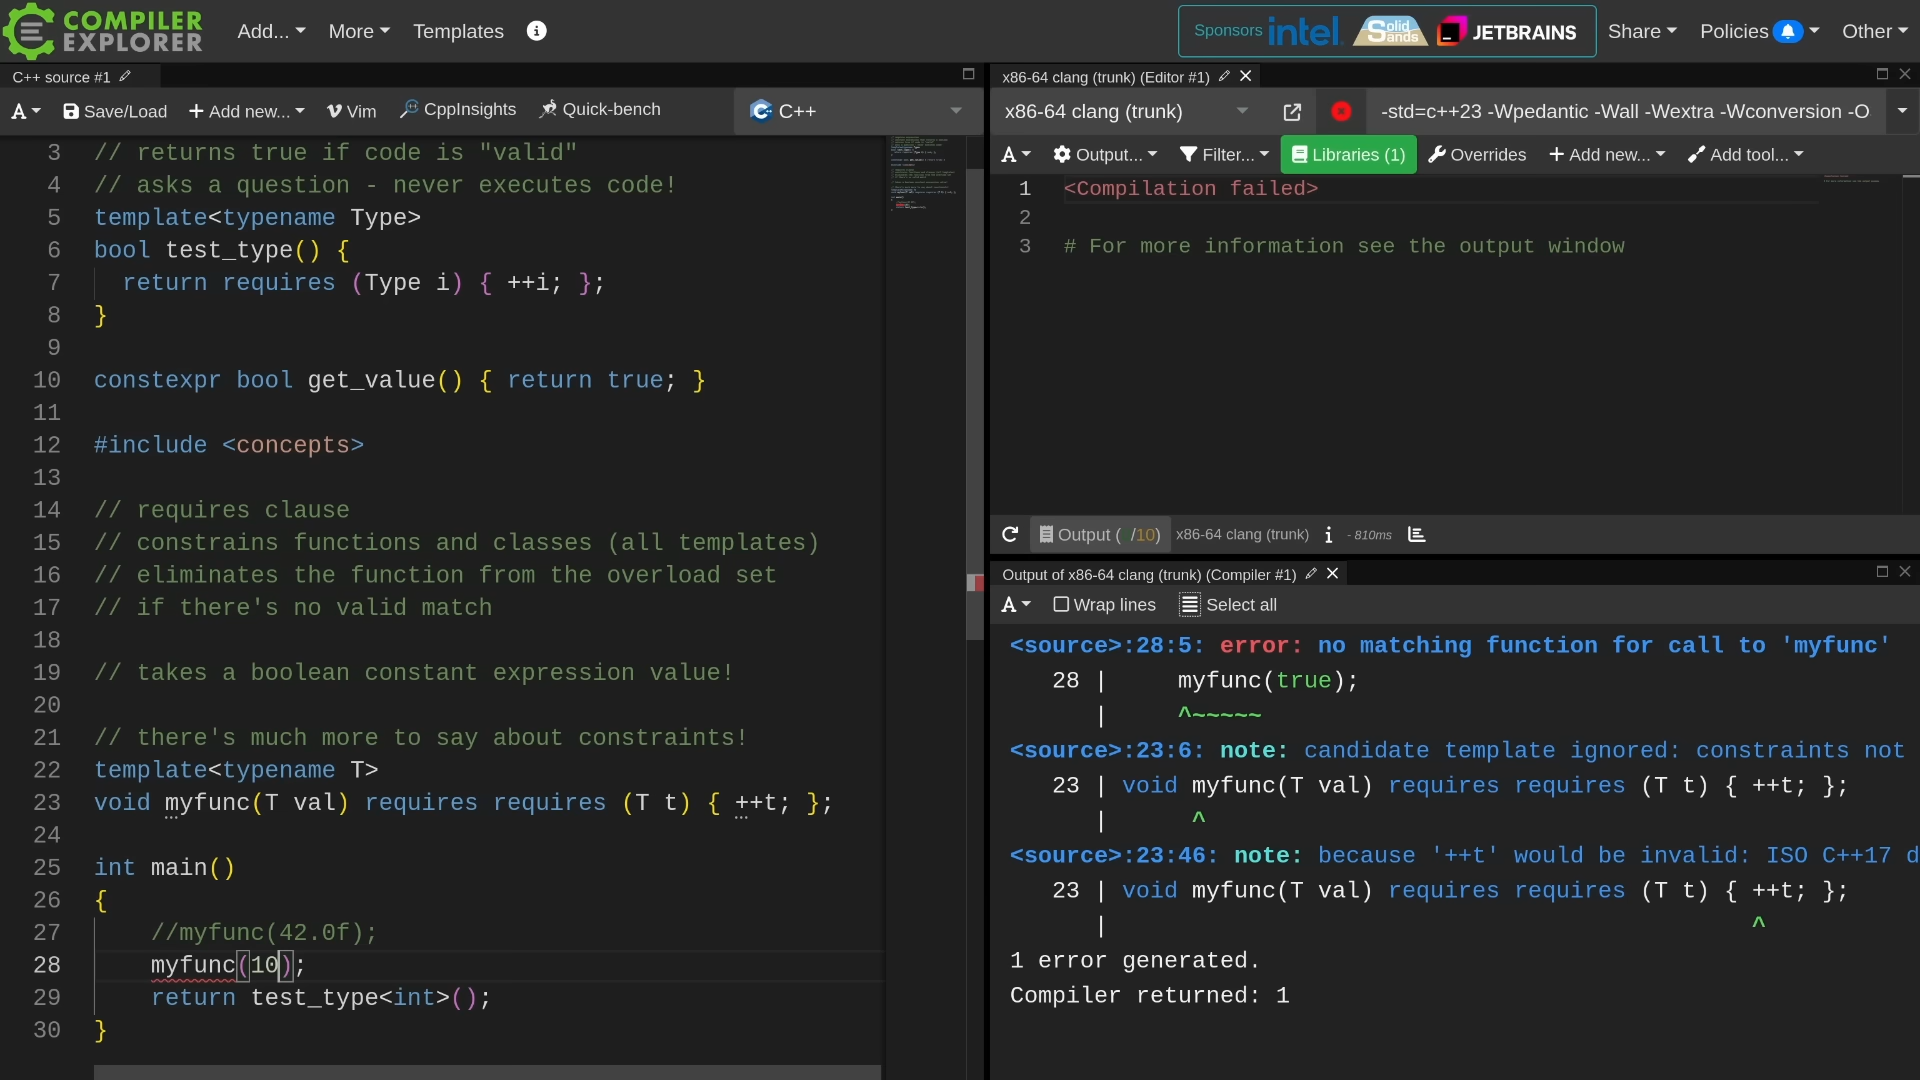 COMPILER EXPLORER
Add... More Templates
Sponsors intel Solid Sands JETBRAINS Share Policies Other
C++ source #1
A Save/Load + Add new... Vim CppInsights Quick-bench C++
3 // returns true if code is "valid"
4 // asks a question - never executes code!
5 template<typename Type>
6 bool test_type() {
7 return requires (Type i) { ++i; };
8 }
9
10 constexpr bool get_value() { return true; }
11
12 #include <concepts>
13
14 // requires clause
15 // constrains functions and classes (all templates)
16 // eliminates the function from the overload set
17 // if there's no valid match
18
19 // takes a boolean constant expression value!
20
21 // there's much more to say about constraints!
22 template<typename T>
23 void myfunc(T val) requires requires (T t) { ++t; };
24
25 int main()
26 {
27 //myfunc(42.0f);
28 myfunc(10);
29 return test_type<int>();
30 }
x86-64 clang (trunk) (Editor #1)
x86-64 clang (trunk) -std=c++23 -Wpedantic -Wall -Wextra -Wconversion -O
A Output... Filter... Libraries (1) Overrides + Add new... Add tool...
1 <Compilation failed>
2
3 # For more information see the output window
Output ( /10) x86-64 clang (trunk) i - 810ms
Output of x86-64 clang (trunk) (Compiler #1)
A Wrap lines Select all
<source>:28:5: error: no matching function for call to 'myfunc'
28 | myfunc(true);
| ^~~~~~
<source>:23:6: note: candidate template ignored: constraints not
23 | void myfunc(T val) requires requires (T t) { ++t; };
| ^
<source>:23:46: note: because '++t' would be invalid: ISO C++17 d
23 | void myfunc(T val) requires requires (T t) { ++t; };
| ^
1 error generated.
Compiler returned: 1